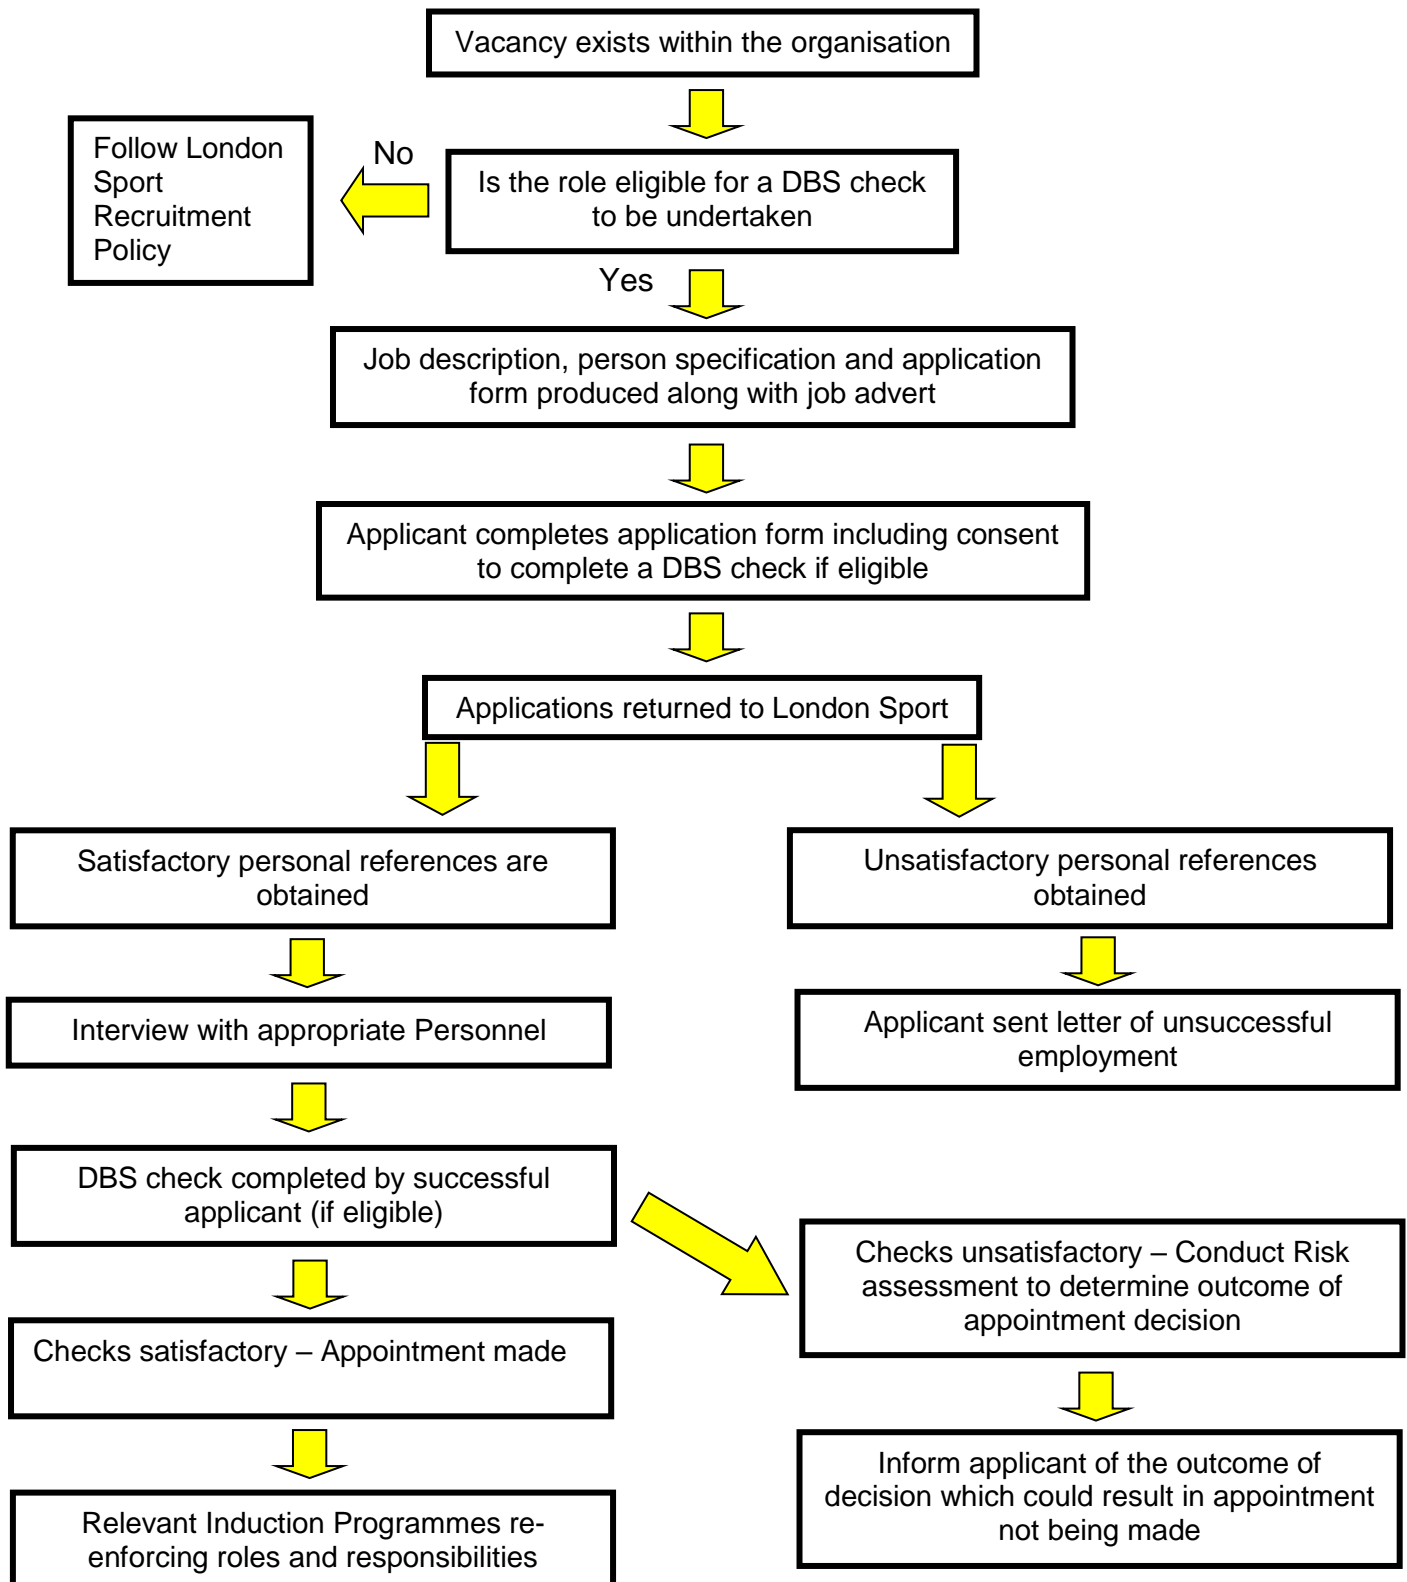 Vacancy exists within the organisation
Follow London
Sport
Recruitment
Policy
No
Is the role eligible for a DBS check
to be undertaken
Yes
Job description, person specification and application
form produced along with job advert
Applicant completes application form including consent
to complete a DBS check if eligible
Applications returned to London Sport
Satisfactory personal references are
obtained
Unsatisfactory personal references
obtained
Interview with appropriate Personnel
Applicant sent letter of unsuccessful
employment
DBS check completed by successful
applicant (if eligible)
Checks unsatisfactory – Conduct Risk
assessment to determine outcome of
appointment decision
Checks satisfactory – Appointment made
Inform applicant of the outcome of
decision which could result in appointment
not being made
Relevant Induction Programmes re-
enforcing roles and responsibilities